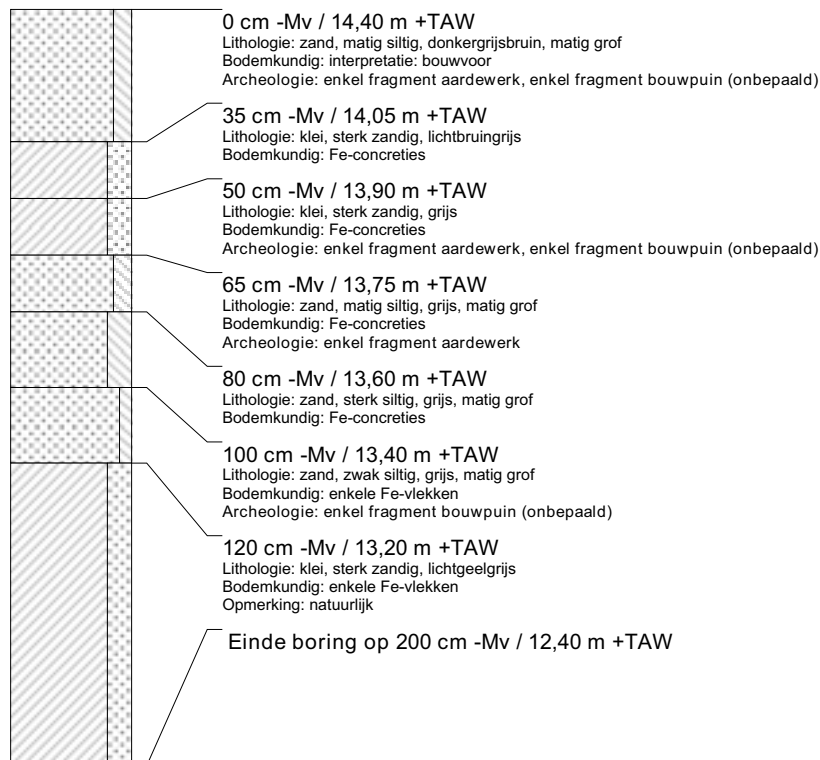 0 cm -Mv / 14,40 m +TAW
Lithologie: zand, matig siltig, donkergrijsbruin, matig grof
Bodemkundig: interpretatie: bouwvoor
Archeologie: enkel fragment aardewerk, enkel fragment bouwpuin (onbepaald)
35 cm -Mv / 14,05 m +TAW
Lithologie: klei, sterk zandig, lichtbruingrijs
Bodemkundig: Fe-concreties
50 cm -Mv / 13,90 m +TAW
Lithologie: klei, sterk zandig, grijs
Bodemkundig: Fe-concreties
Archeologie: enkel fragment aardewerk, enkel fragment bouwpuin (onbepaald)
65 cm -Mv / 13,75 m +TAW
Lithologie: zand, matig siltig, grijs, matig grof
Bodemkundig: Fe-concreties
Archeologie: enkel fragment aardewerk
80 cm -Mv / 13,60 m +TAW
Lithologie: zand, sterk siltig, grijs, matig grof
Bodemkundig: Fe-concreties
100 cm -Mv / 13,40 m +TAW
Lithologie: zand, zwak siltig, grijs, matig grof
Bodemkundig: enkele Fe-vlekken
Archeologie: enkel fragment bouwpuin (onbepaald)
120 cm -Mv / 13,20 m +TAW
Lithologie: klei, sterk zandig, lichtgeelgrijs
Bodemkundig: enkele Fe-vlekken
Opmerking: natuurlijk
Einde boring op 200 cm -Mv / 12,40 m +TAW